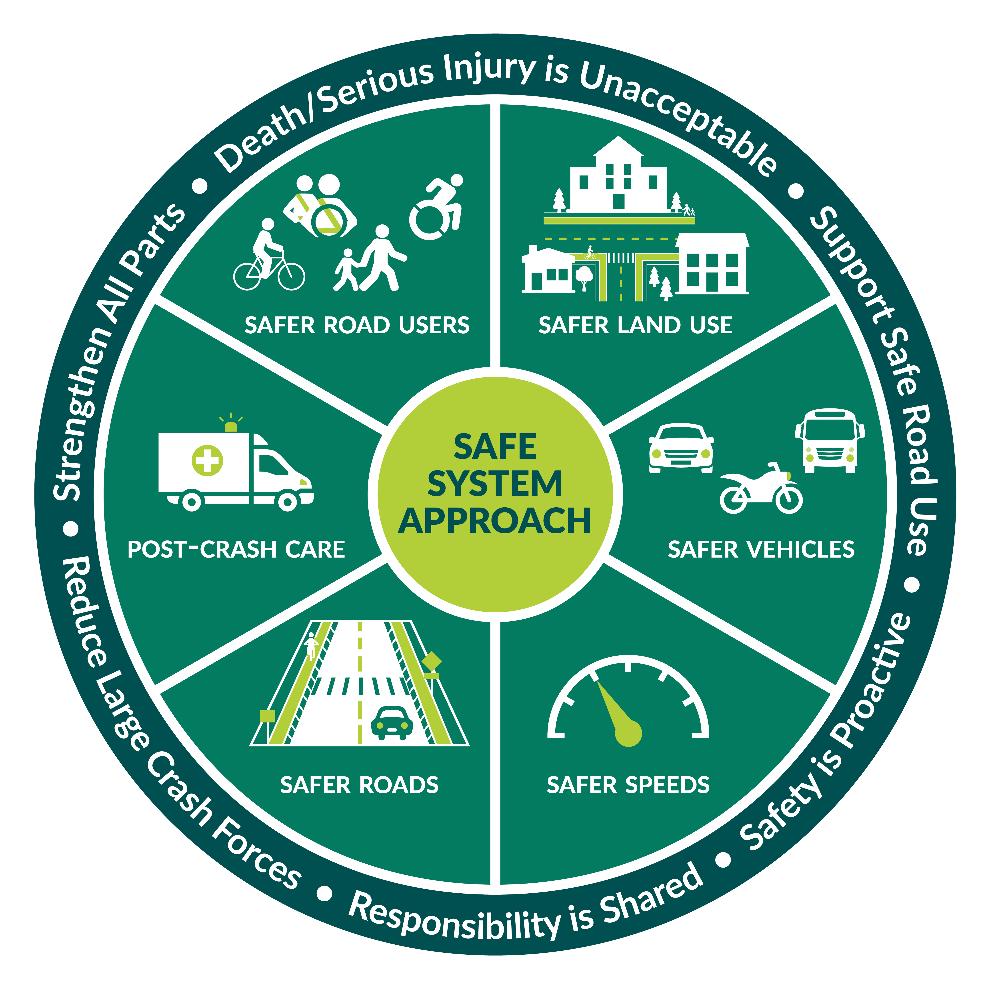 Death/Serious Injury is Unacceptable
Support Safe Road Use
Safety is Proactive
Responsibility is Shared
Reduce Large Crash Forces
Strengthen All Parts
SAFER ROAD USERS
SAFER LAND USE
SAFE
SYSTEM
APPROACH
POST-CRASH CARE
SAFER VEHICLES
SAFER ROADS
SAFER SPEEDS